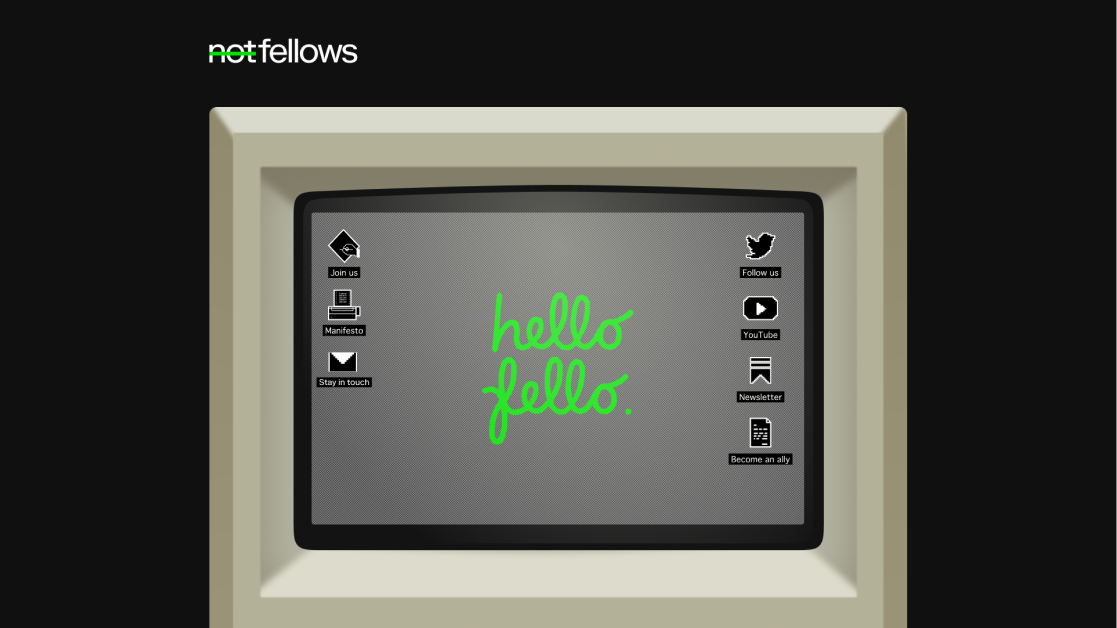 notfellows
Join us
Manifesto
Stay in touch
hello
fello.
Follow us
YouTube
Newsletter
Become an ally